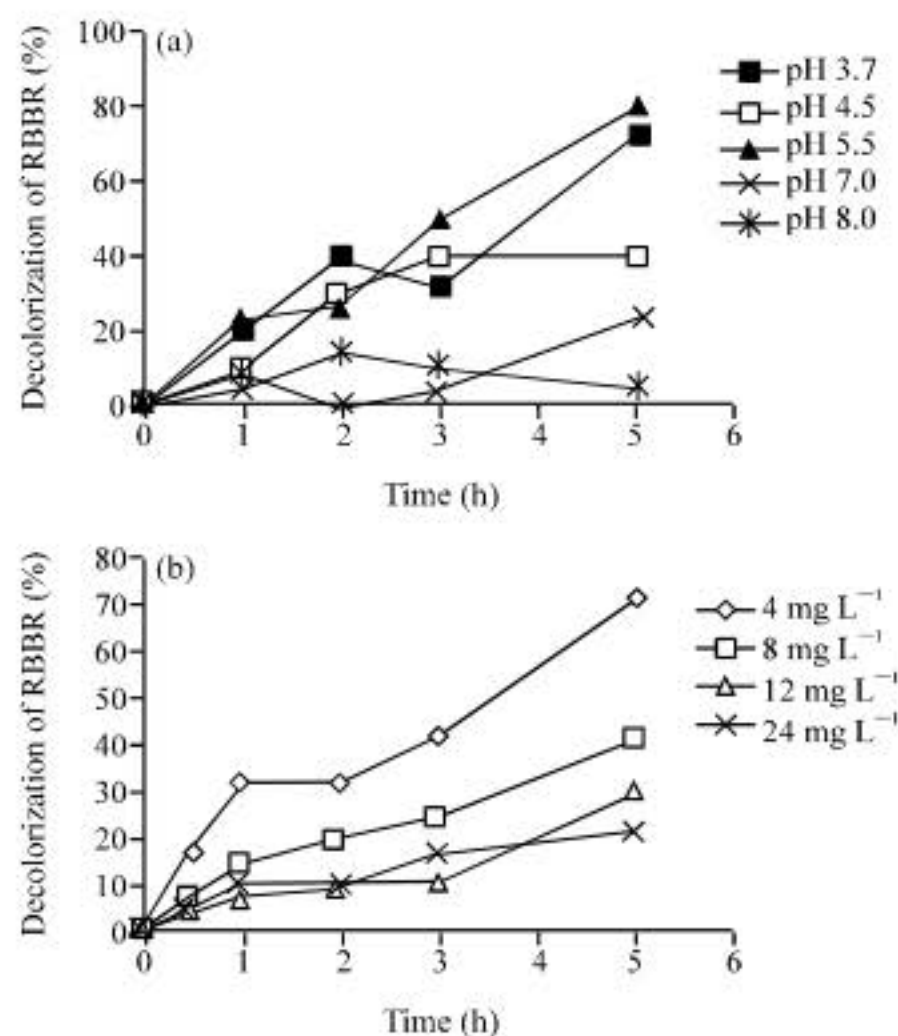 (a)
Decolorization of RBBR (%)
100
80
60
40
20
0
0 1 2 3 4 5 6
Time (h)
pH 3.7
pH 4.5
pH 5.5
pH 7.0
pH 8.0
(b)
Decolorization of RBBR (%)
80
70
60
50
40
30
20
10
0
0 1 2 3 4 5 6
Time (h)
4 mg L⁻¹
8 mg L⁻¹
12 mg L⁻¹
24 mg L⁻¹